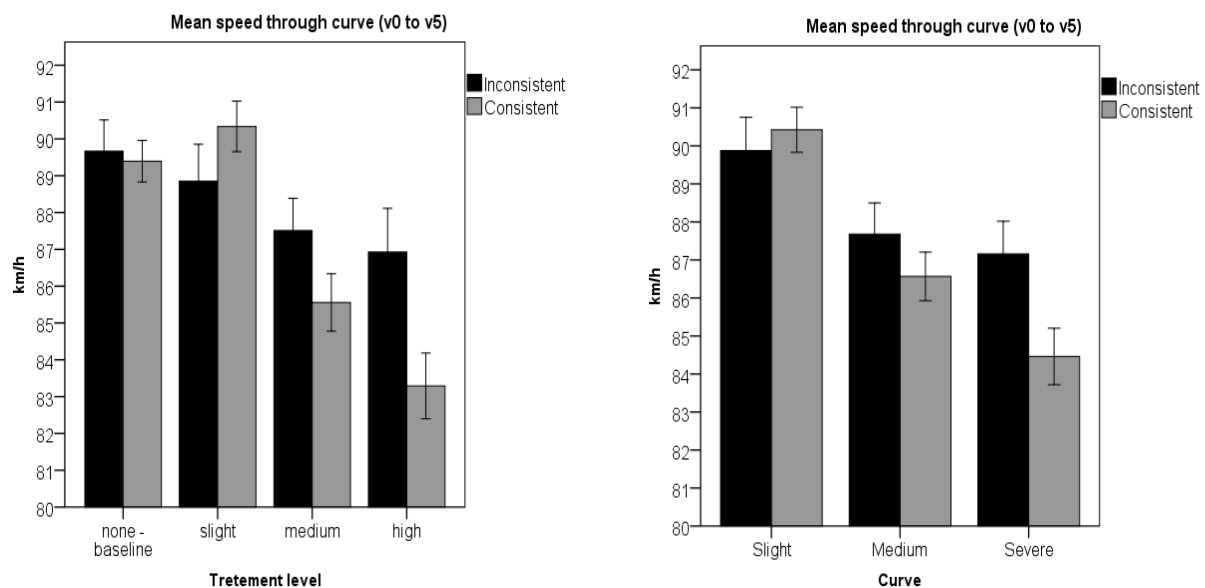 Mean speed through curve (v0 to v5)
Inconsistent
Consistent
92
91
90
89
88
87
86
85
84
83
82
81
80
km/h
none -
baseline
slight
medium
high
Tretement level
Mean speed through curve (v0 to v5)
Inconsistent
Consistent
92
91
90
89
88
87
86
85
84
83
82
81
80
km/h
Slight
Medium
Severe
Curve